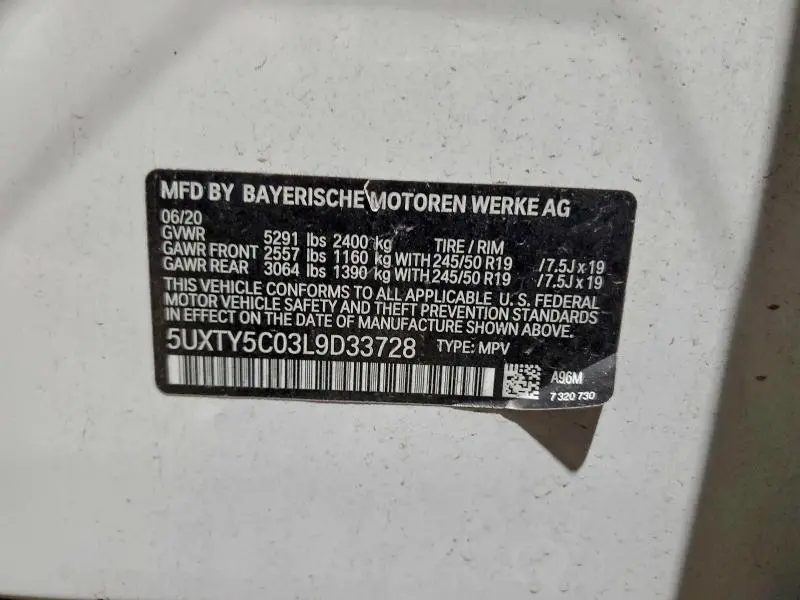 MFD BY BAYERISCHE MOTOREN WERKE AG
06/20
GVWR 5291 lbs 2400 kg TIRE / RIM
GAWR FRONT 2557 lbs 1160 kg WITH 245/50 R19 /7.5J x 19
GAWR REAR 3064 lbs 1390 kg WITH 245/50 R19 /7.5J x 19
THIS VEHICLE CONFORMS TO ALL APPLICABLE U.S. FEDERAL
MOTOR VEHICLE SAFETY AND THEFT PREVENTION STANDARDS
IN EFFECT ON THE DATE OF MANUFACTURE SHOWN ABOVE.
5UXTY5C03L9D33728 TYPE: MPV
A96M
7 320 730